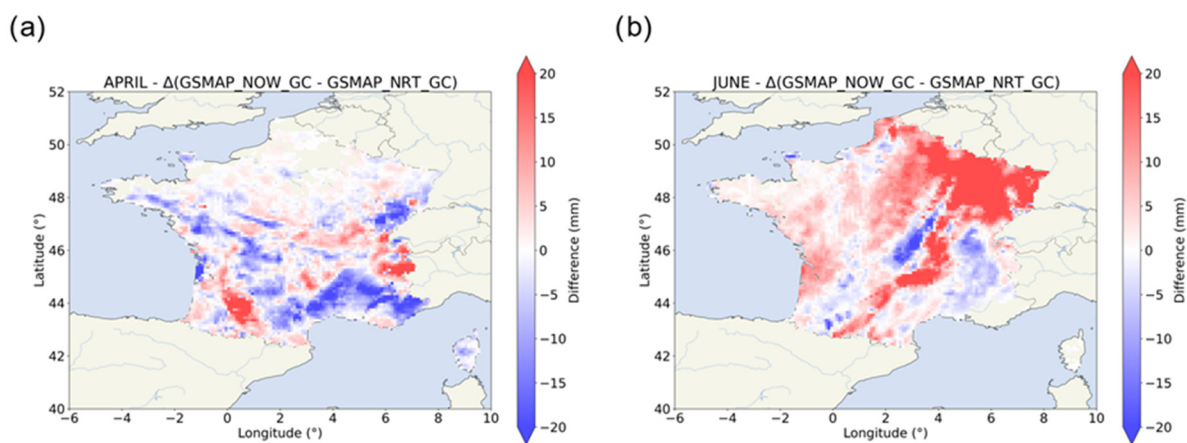 (a)
(b)
APRIL - Δ(GSMAP_NOW_GC - GSMAP_NRT_GC)
52
50
48
46
44
42
40
Latitude (°)
−6 −4 −2 0 2 4 6 8 10
Longitude (°)
20
15
10
5
0
−5
−10
−15
−20
Difference (mm)
JUNE - Δ(GSMAP_NOW_GC - GSMAP_NRT_GC)
52
50
48
46
44
42
40
Latitude (°)
−6 −4 −2 0 2 4 6 8 10
Longitude (°)
20
15
10
5
0
−5
−10
−15
−20
Difference (mm)